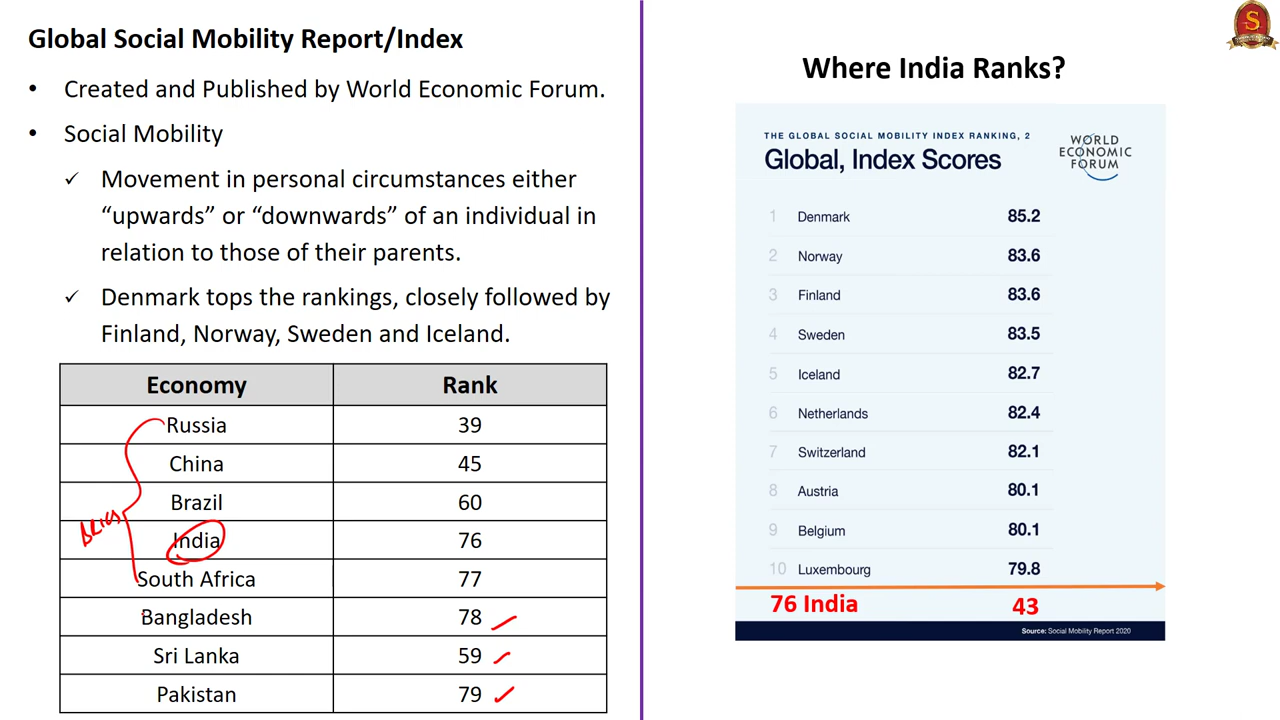 Global Social Mobility Report/Index
• Created and Published by World Economic Forum.
• Social Mobility
✓ Movement in personal circumstances either
“upwards” or “downwards” of an individual in
relation to those of their parents.
✓ Denmark tops the rankings, closely followed by
Finland, Norway, Sweden and Iceland.
Economy Rank
Russia 39
China 45
Brazil 60
India 76
South Africa 77
Bangladesh 78
Sri Lanka 59
Pakistan 79
Where India Ranks?
THE GLOBAL SOCIAL MOBILITY INDEX RANKING, 2
Global, Index Scores
WORLD
ECONOMIC
FORUM
1 Denmark 85.2
2 Norway 83.6
3 Finland 83.6
4 Sweden 83.5
5 Iceland 82.7
6 Netherlands 82.4
7 Switzerland 82.1
8 Austria 80.1
9 Belgium 80.1
10 Luxembourg 79.8
76 India 43
Source: Social Mobility Report 2020
S